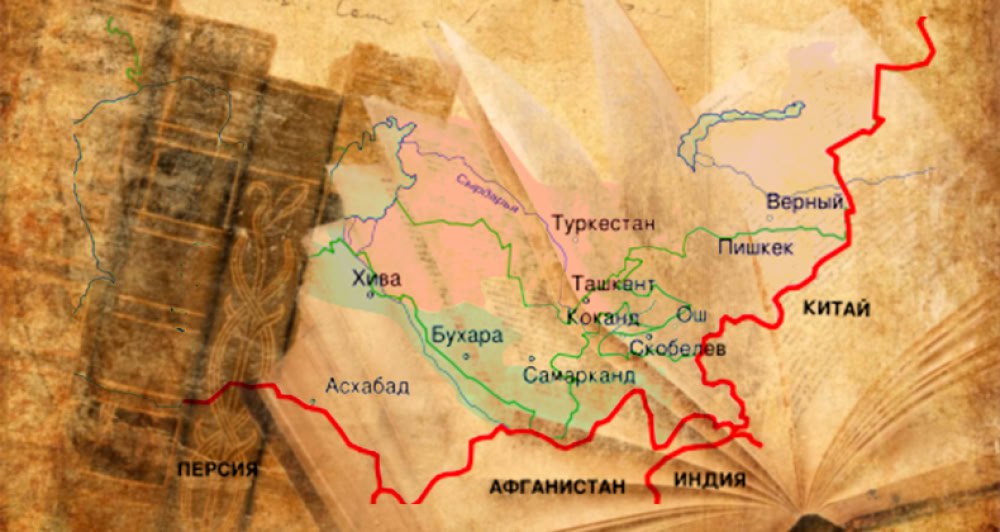 Сырдарья
Верный
Туркестан
Пишкек
Хива
Ташкент
КИТАЙ
Коканд
Ош
Бухара
Скобелев
Самарканд
Асхабад
ПЕРСИЯ
АФГАНИСТАН
ИНДИЯ